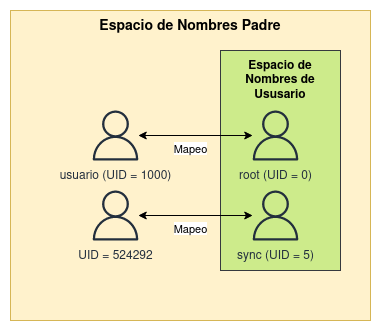 Espacio de Nombres Padre
Espacio de
Nombres de
Ususario
Mapeo
usuario (UID = 1000)
root (UID = 0)
Mapeo
UID = 524292
sync (UID = 5)